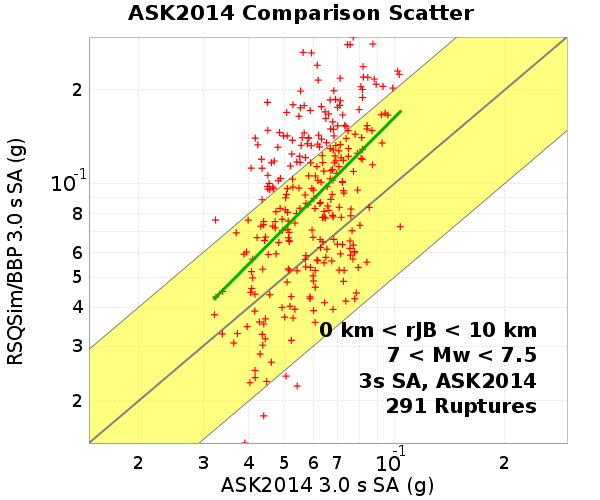 ASK2014 Comparison Scatter
RSQSim/BBP 3.0 s SA (g)
2
10-1
8
6
5
4
3
2
0 km < rJB < 10 km
7 < Mw < 7.5
3s SA, ASK2014
291 Ruptures
2 3 4 5 6 7 10-1 2
ASK2014 3.0 s SA (g)